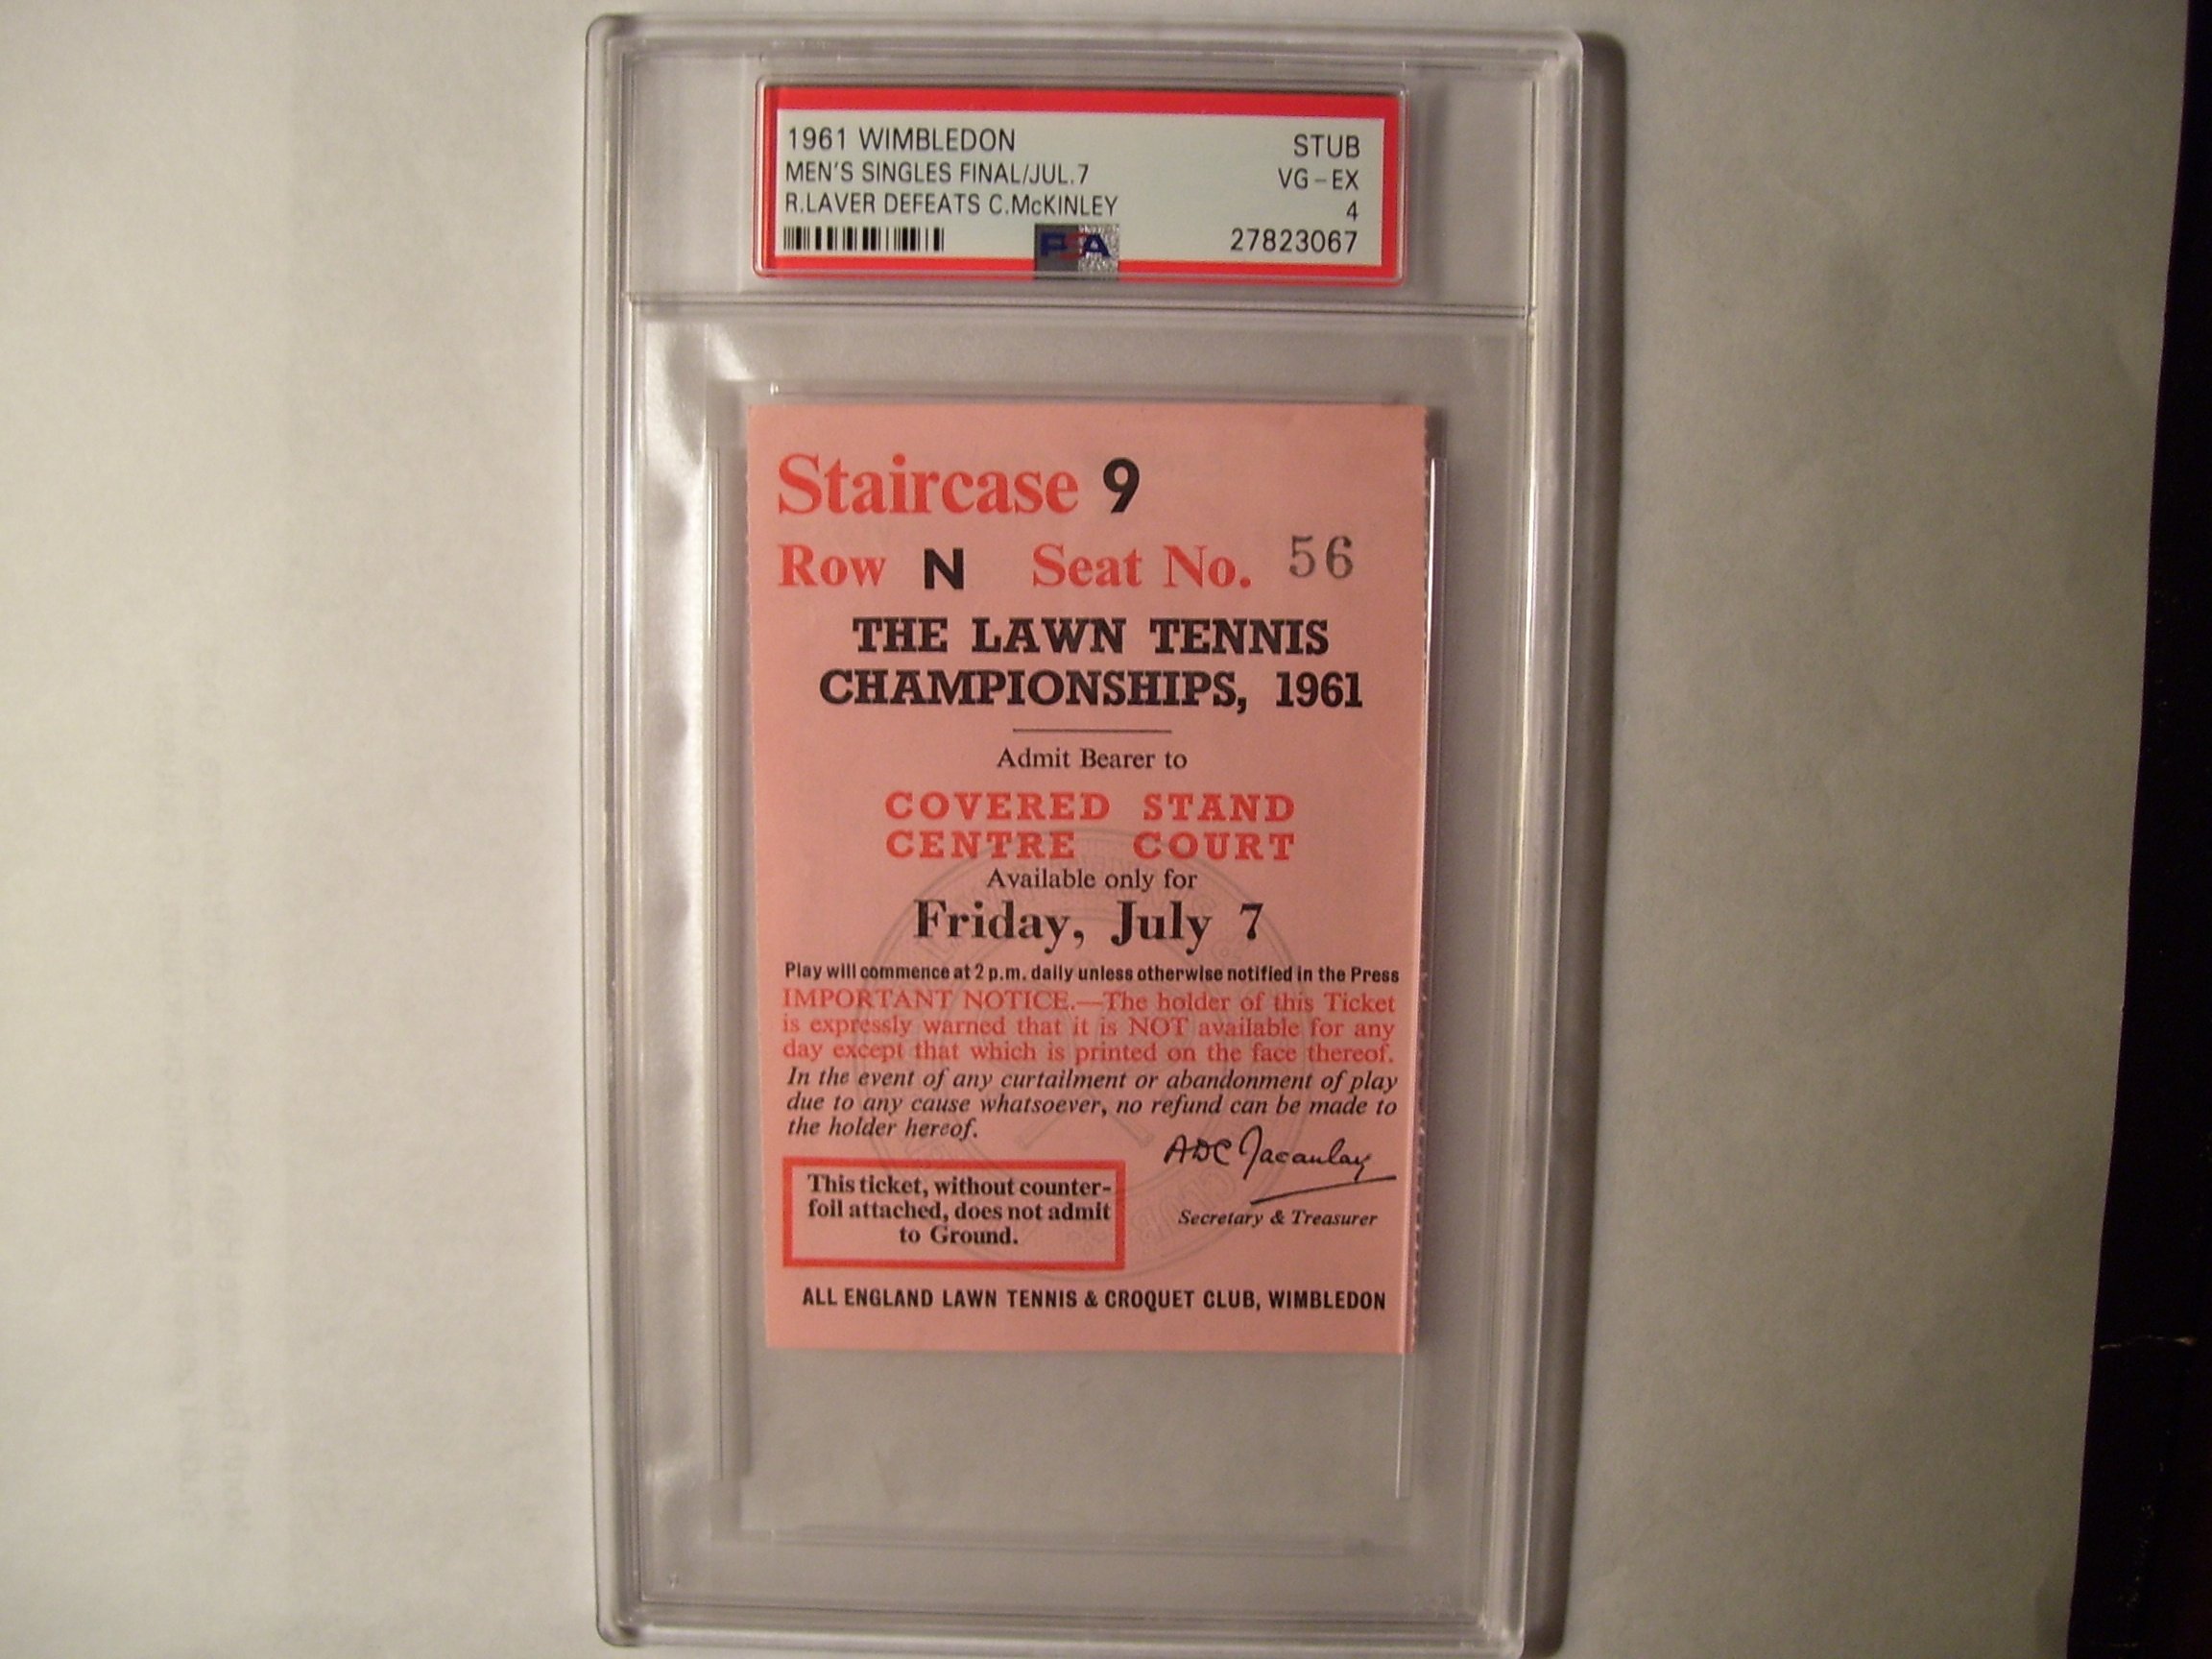 1961 WIMBLEDON STUB
MEN'S SINGLES FINAL/JUL.7 VG-EX
R.LAVER DEFEATS C.McKINLEY 4
PSA 27823067
Staircase 9
Row N Seat No. 56
THE LAWN TENNIS
CHAMPIONSHIPS, 1961
Admit Bearer to
COVERED STAND
CENTRE COURT
Available only for
Friday, July 7
Play will commence at 2 p.m. daily unless otherwise notified in the Press
IMPORTANT NOTICE.—The holder of this Ticket
is expressly warned that it is NOT available for any
day except that which is printed on the face thereof.
In the event of any curtailment or abandonment of play
due to any cause whatsoever, no refund can be made to
the holder hereof.
ADC Macaulay
Secretary & Treasurer
This ticket, without counter-
foil attached, does not admit
to Ground.
ALL ENGLAND LAWN TENNIS & CROQUET CLUB, WIMBLEDON